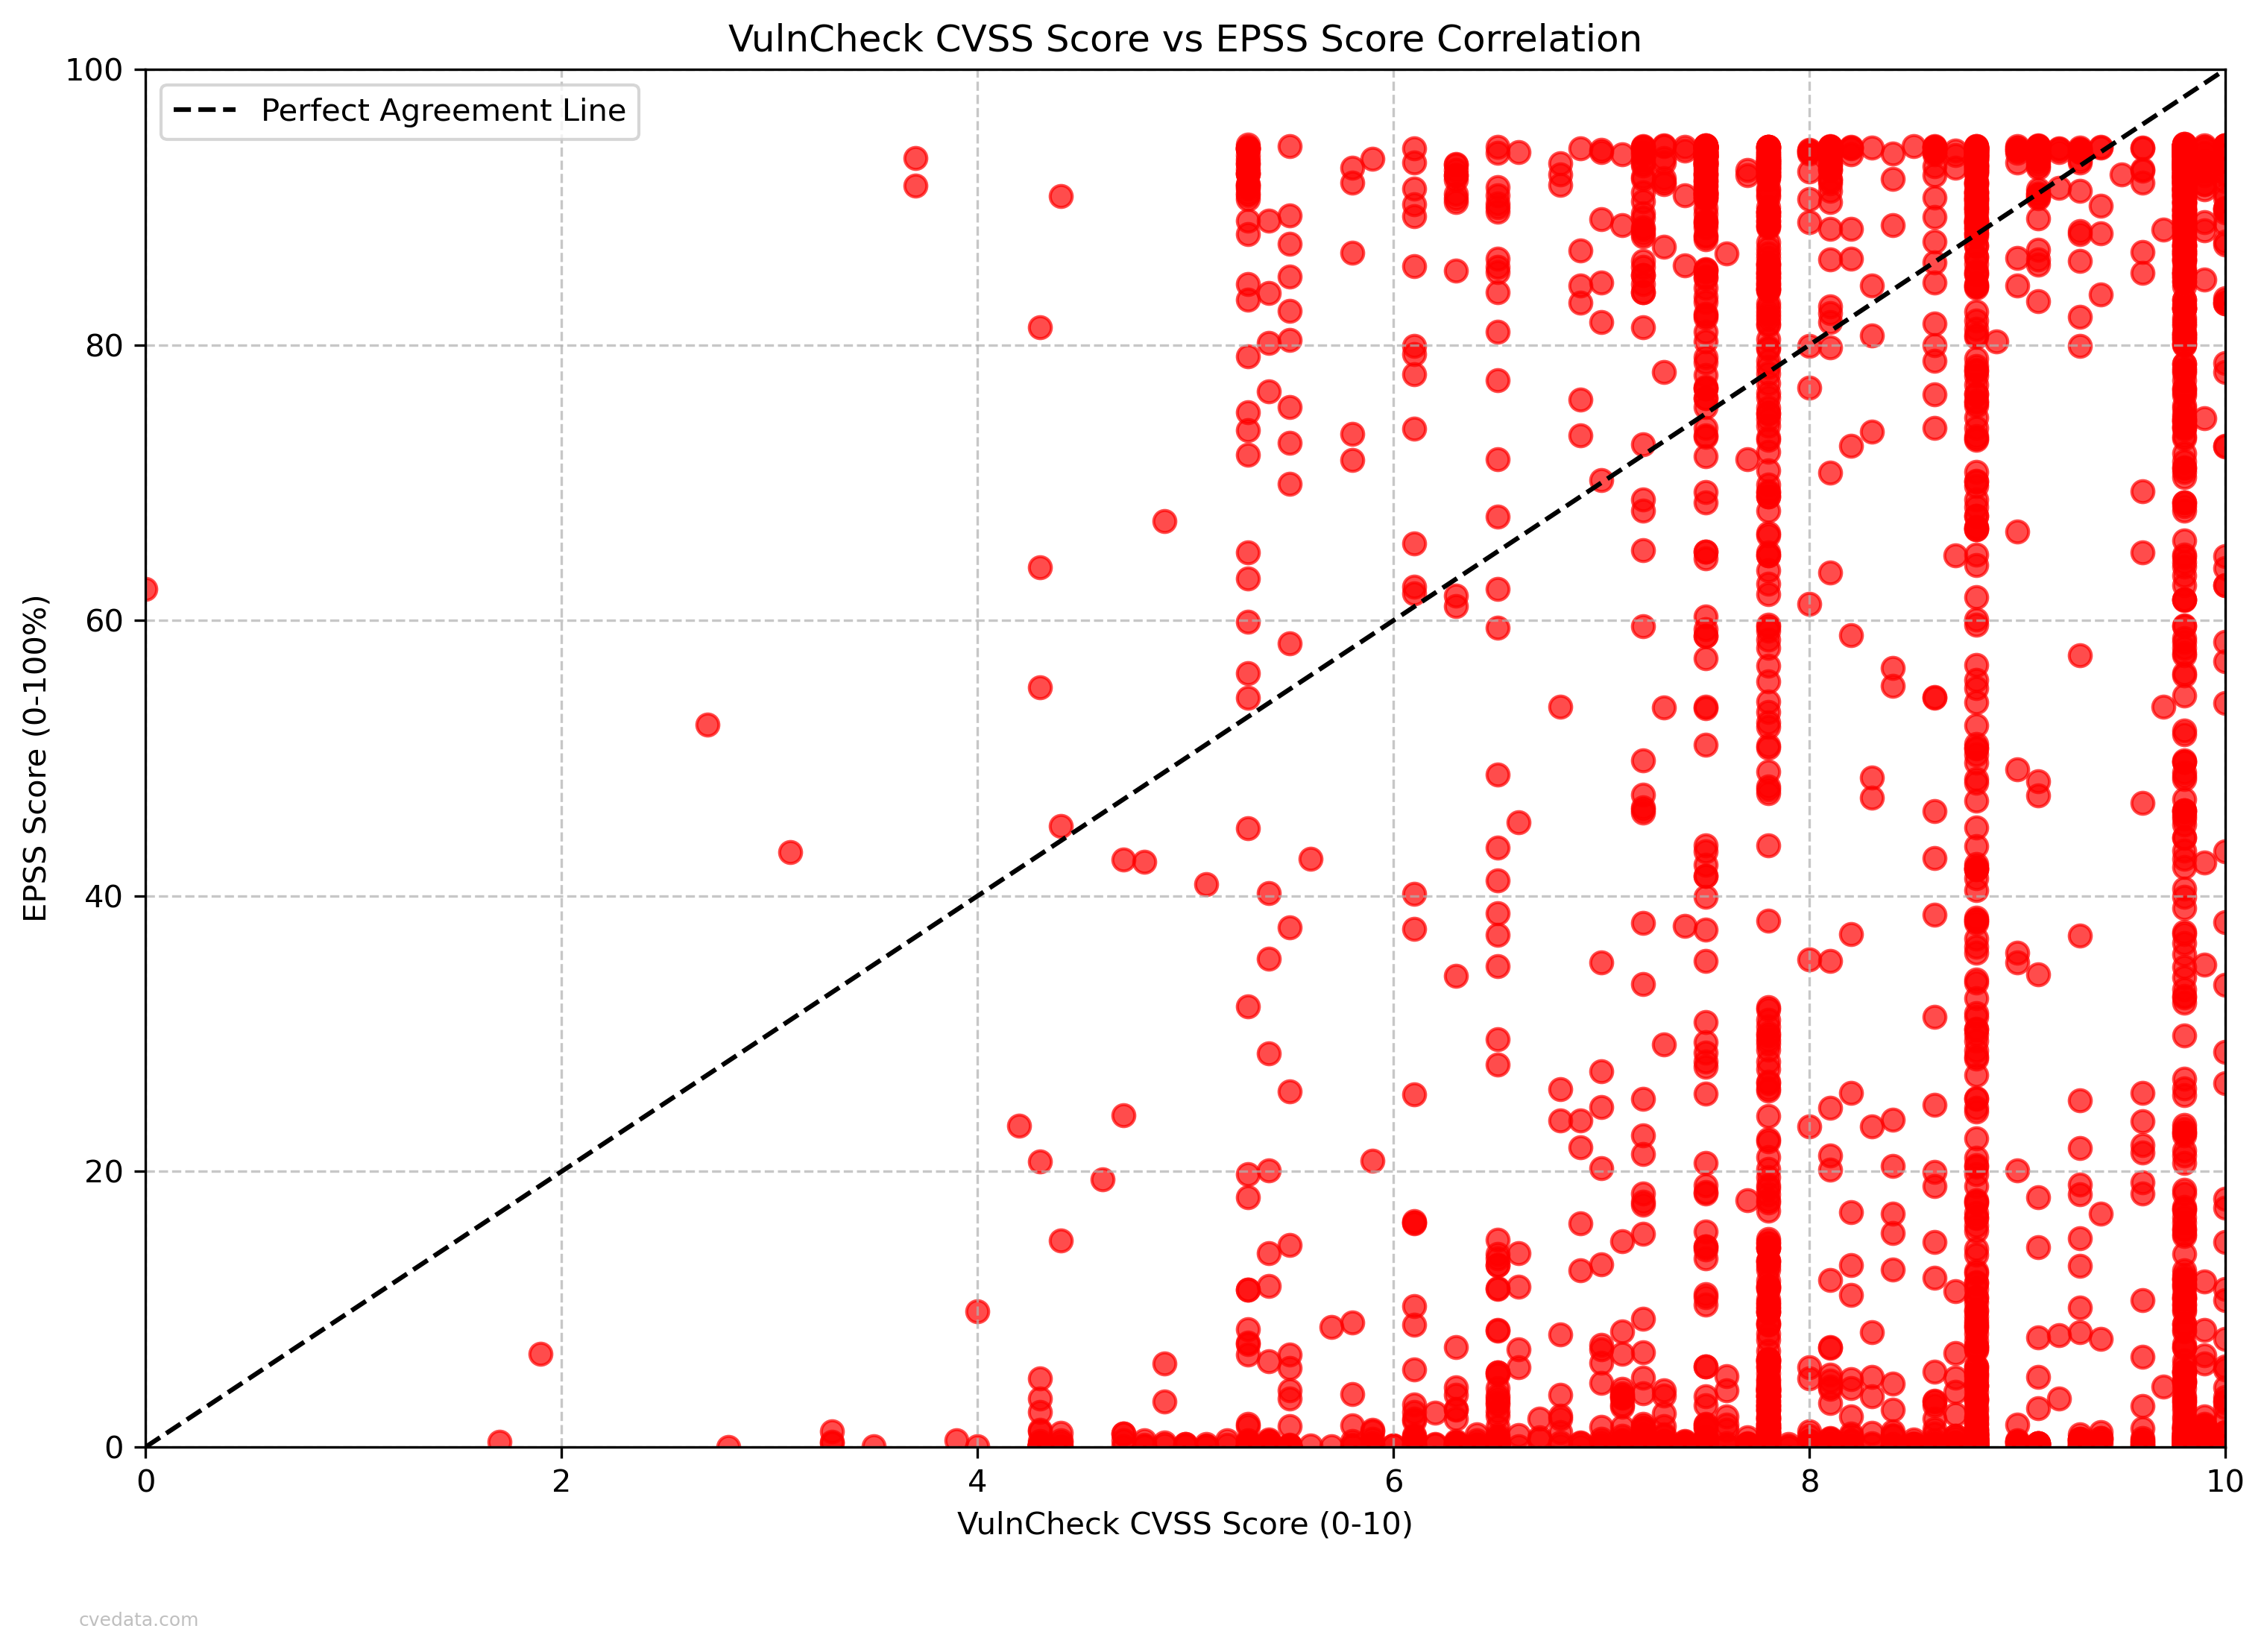 VulnCheck CVSS Score vs EPSS Score Correlation
Perfect Agreement Line
EPSS Score (0-100%)
100
80
60
40
20
0
0 2 4 6 8 10
VulnCheck CVSS Score (0-10)
cvedata.com